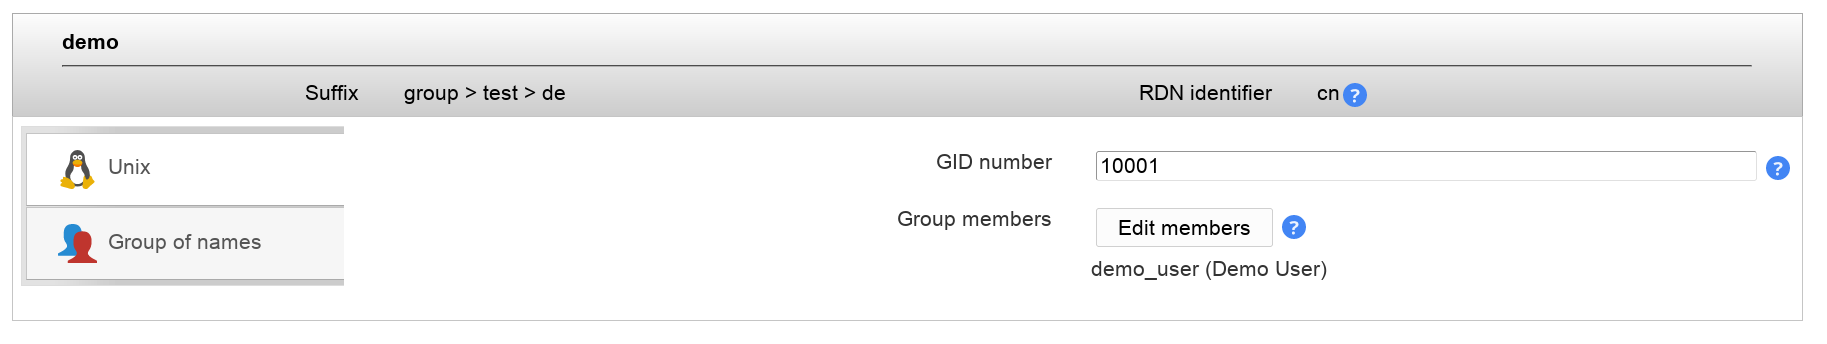 demo
Suffix group > test > de RDN identifier cn ?
Unix
GID number 10001 ?
Group members Edit members ?
Group of names
demo_user (Demo User)